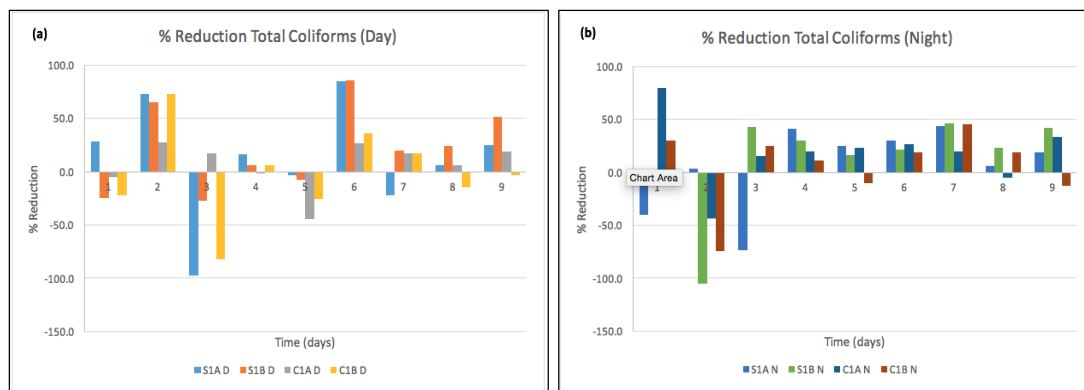 (a)
% Reduction Total Coliforms (Day)
100.0
50.0
0.0
-50.0
-100.0
-150.0
% Reduction
1 2 3 4 5 6 7 8 9
Time (days)
S1A D S1B D C1A D C1B D
(b)
% Reduction Total Coliforms (Night)
100.0
50.0
0.0
-50.0
-100.0
-150.0
% Reduction
1 2 3 4 5 6 7 8 9
Chart Area
Time (days)
S1A N S1B N C1A N C1B N